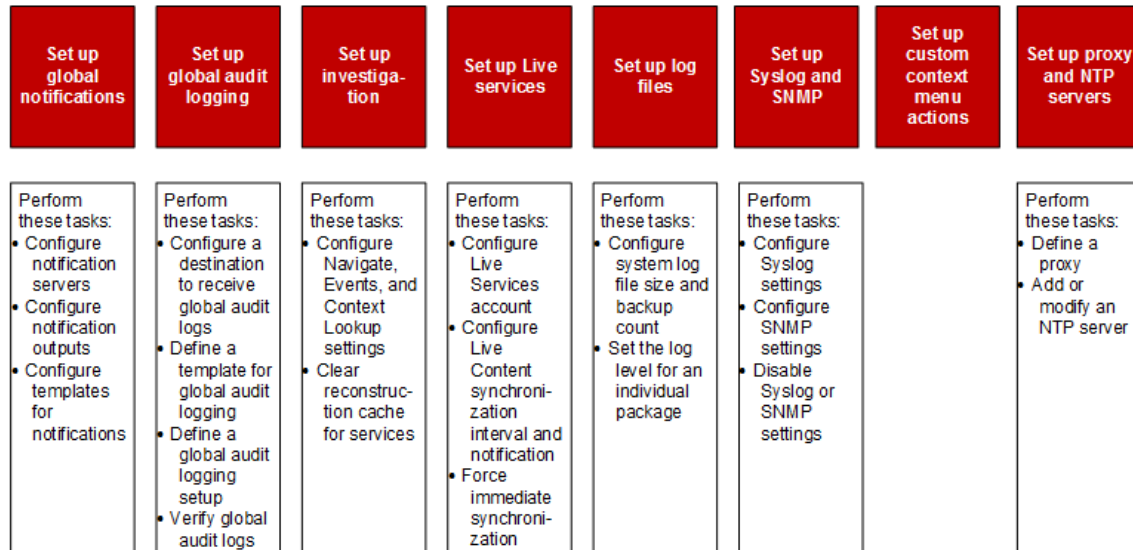 Set up
global
notifications
Set up
global audit
logging
Set up
investiga-
tion
Set up Live
services
Set up log
files
Set up
Syslog and
SNMP
Set up
custom
context
menu
actions
Set up proxy
and NTP
servers
Perform
these tasks:
• Configure
notification
servers
• Configure
notification
outputs
• Configure
templates
for
notifications
Perform
these tasks:
• Configure a
destination
to receive
global audit
logs
• Define a
template for
global audit
logging
• Define a
global audit
logging
setup
• Verify global
audit logs
Perform
these tasks:
• Configure
Navigate,
Events, and
Context
Lookup
settings
• Clear
reconstruc-
tion cache
for services
Perform
these tasks:
• Configure
Live
Services
account
• Configure
Live
Content
synchroni-
zation
interval and
notification
• Force
immediate
synchroni-
zation
Perform
these tasks:
• Configure
system log
file size and
backup
count
• Set the log
level for an
individual
package
Perform
these tasks:
• Configure
Syslog
settings
• Configure
SNMP
settings
• Disable
Syslog or
SNMP
settings
Perform
these tasks:
• Define a
proxy
• Add or
modify an
NTP server